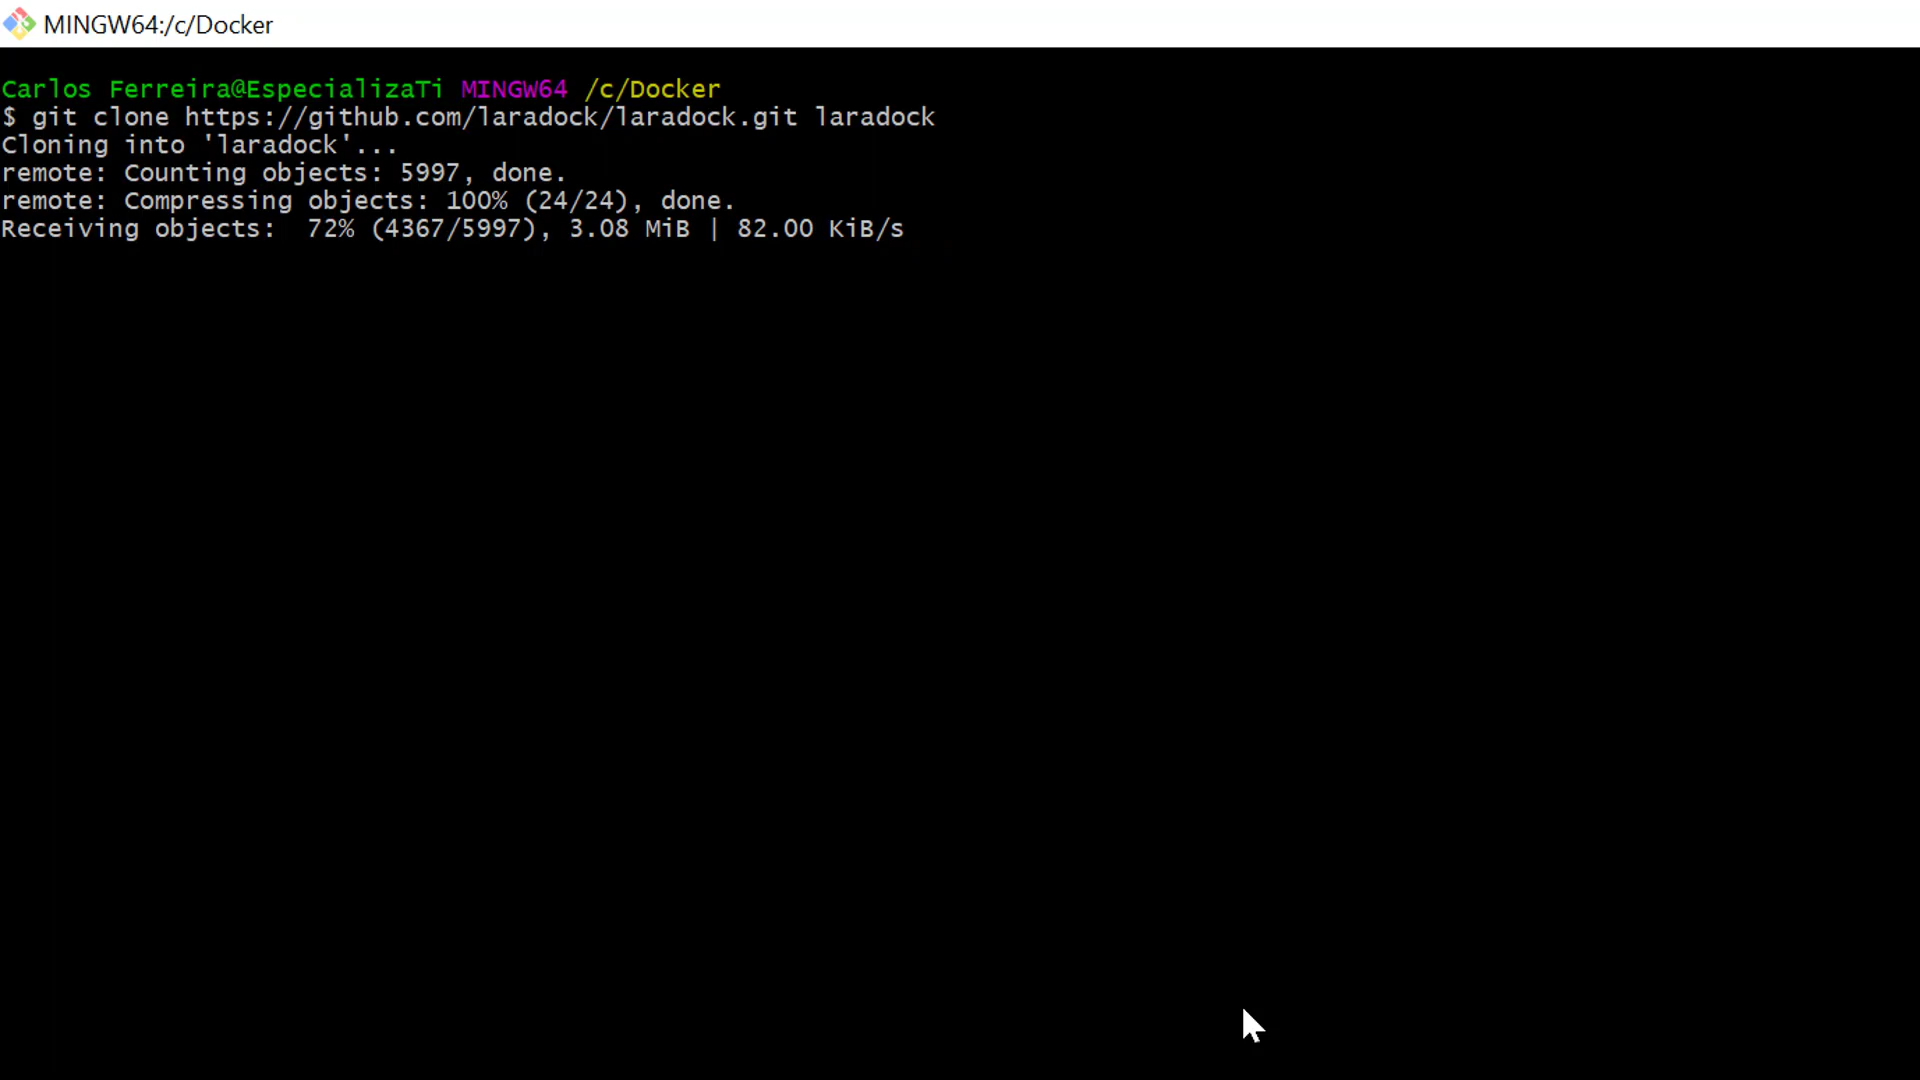 MINGW64:/c/Docker
Carlos Ferreira@EspecializaTi MINGW64 /c/Docker
$ git clone https://github.com/laradock/laradock.git laradock
Cloning into 'laradock'...
remote: Counting objects: 5997, done.
remote: Compressing objects: 100% (24/24), done.
Receiving objects:  72% (4367/5997), 3.08 MiB | 82.00 KiB/s